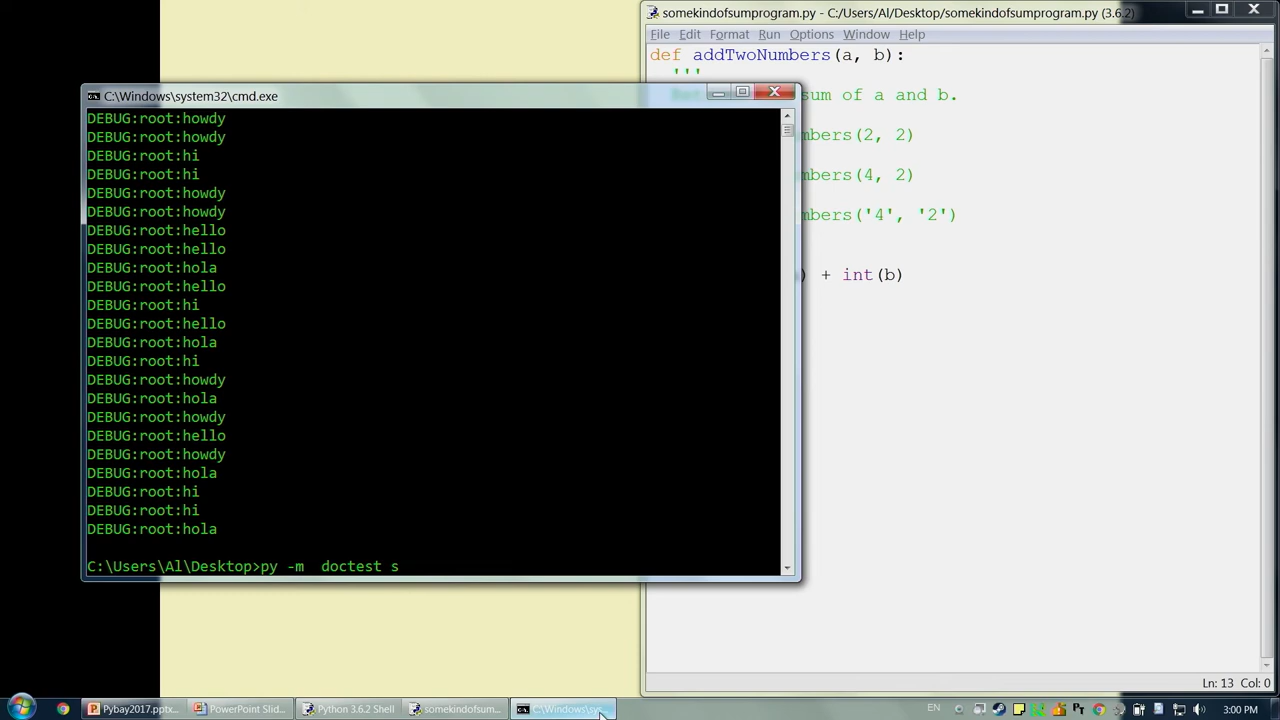 somekindofsumprogram.py - C:/Users/Al/Desktop/somekindofsumprogram.py (3.6.2)
File Edit Format Run Options Window Help
def addTwoNumbers(a, b):
'''
sum of a and b.
mbers(2, 2)
mbers(4, 2)
mbers('4', '2')
) + int(b)
Ln: 13 Col: 0
C:\Windows\system32\cmd.exe
DEBUG:root:howdy
DEBUG:root:howdy
DEBUG:root:hi
DEBUG:root:hi
DEBUG:root:howdy
DEBUG:root:howdy
DEBUG:root:hello
DEBUG:root:hello
DEBUG:root:hola
DEBUG:root:hello
DEBUG:root:hi
DEBUG:root:hello
DEBUG:root:hola
DEBUG:root:hi
DEBUG:root:howdy
DEBUG:root:hola
DEBUG:root:howdy
DEBUG:root:hello
DEBUG:root:howdy
DEBUG:root:hola
DEBUG:root:hi
DEBUG:root:hi
DEBUG:root:hola
C:\Users\Al\Desktop>py -m  doctest s
Pybay2017.pptx... PowerPoint Slid... Python 3.6.2 Shell somekindofsum... C:\Windows\sys... EN 3:00 PM